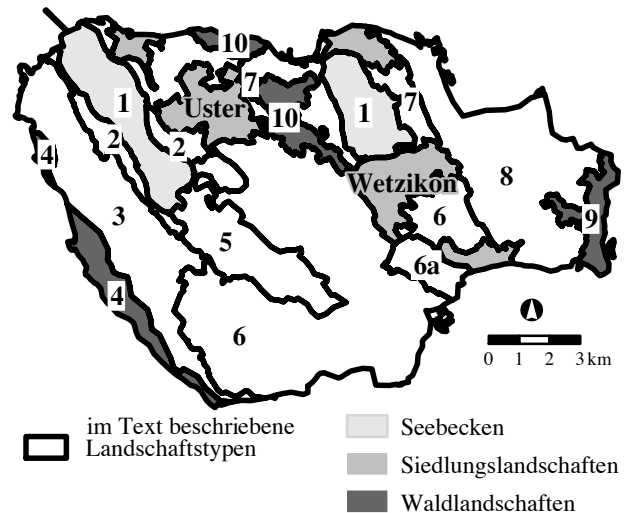 10
1
Uster
7
10
1
7
2
2
4
Wetzikon
8
3
5
6
9
6a
4
6
0 1 2 3 km
im Text beschriebene
Landschaftstypen
Seebecken
Siedlungslandschaften
Waldlandschaften